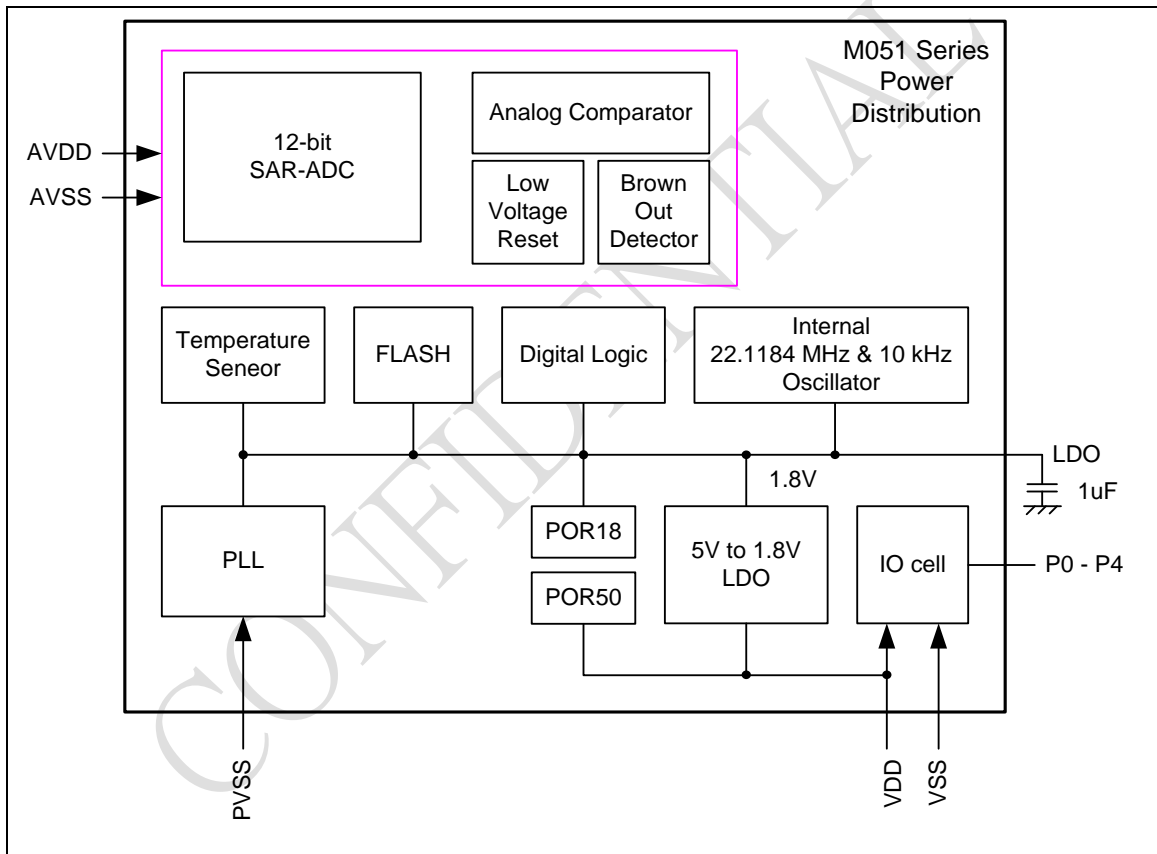 M051 Series
Power
Distribution
AVDD
AVSS
12-bit
SAR-ADC
Analog Comparator
Low
Voltage
Reset
Brown
Out
Detector
Temperature
Seneor
FLASH
Digital Logic
Internal
22.1184 MHz & 10 kHz
Oscillator
LDO
1uF
1.8V
PLL
POR18
POR50
5V to 1.8V
LDO
IO cell
P0 - P4
PVSS
VDD
VSS
CONFIDENTIAL